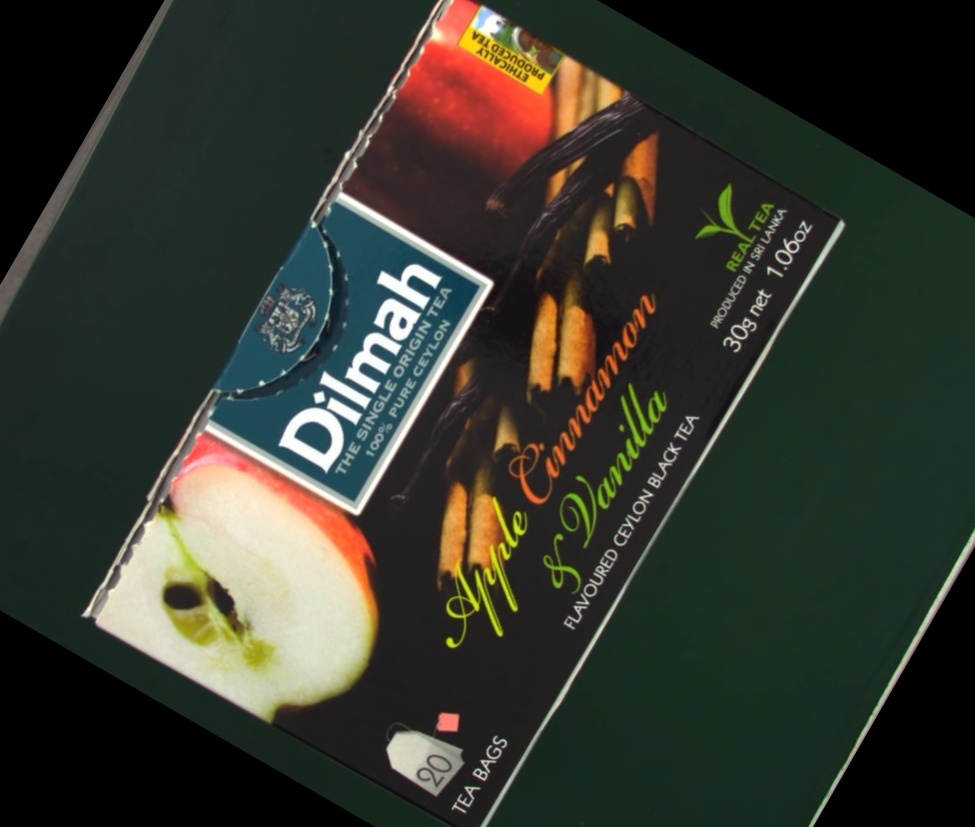 ETHICALLY
PRODUCED TEA
Dilmah
THE SINGLE ORIGIN TEA
100% PURE CEYLON
Apple Cinnamon
& Vanilla
FLAVOURED CEYLON BLACK TEA
REAL TEA
PRODUCED IN SRI LANKA
30g net 1.06oz
20
TEA BAGS